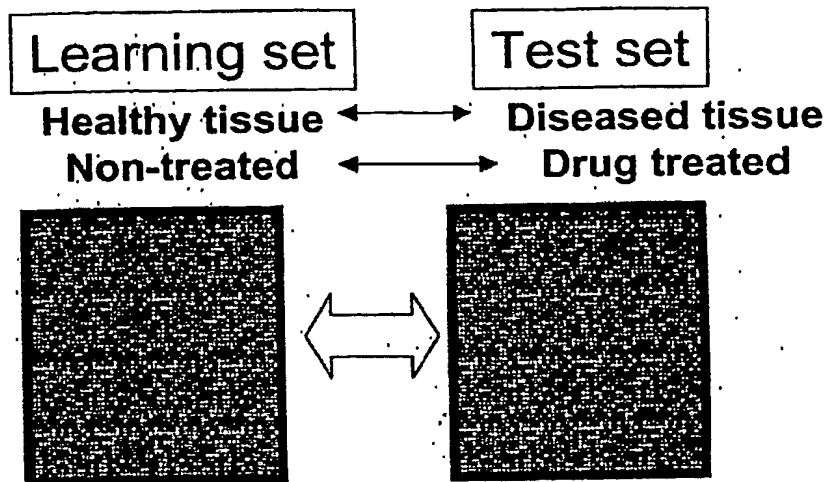 Learning set Test set
Healthy tissue Diseased tissue
Non-treated Drug treated